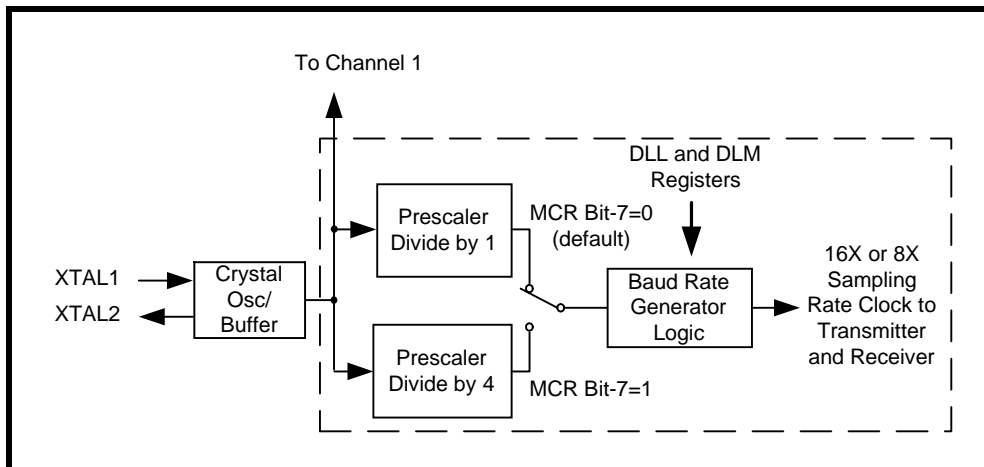 To Channel 1
DLL and DLM
Registers
Prescaler
Divide by 1
MCR Bit-7=0
(default)
XTAL1
XTAL2
Crystal
Osc/
Buffer
Baud Rate
Generator
Logic
16X or 8X
Sampling
Rate Clock to
Transmitter
and Receiver
Prescaler
Divide by 4
MCR Bit-7=1